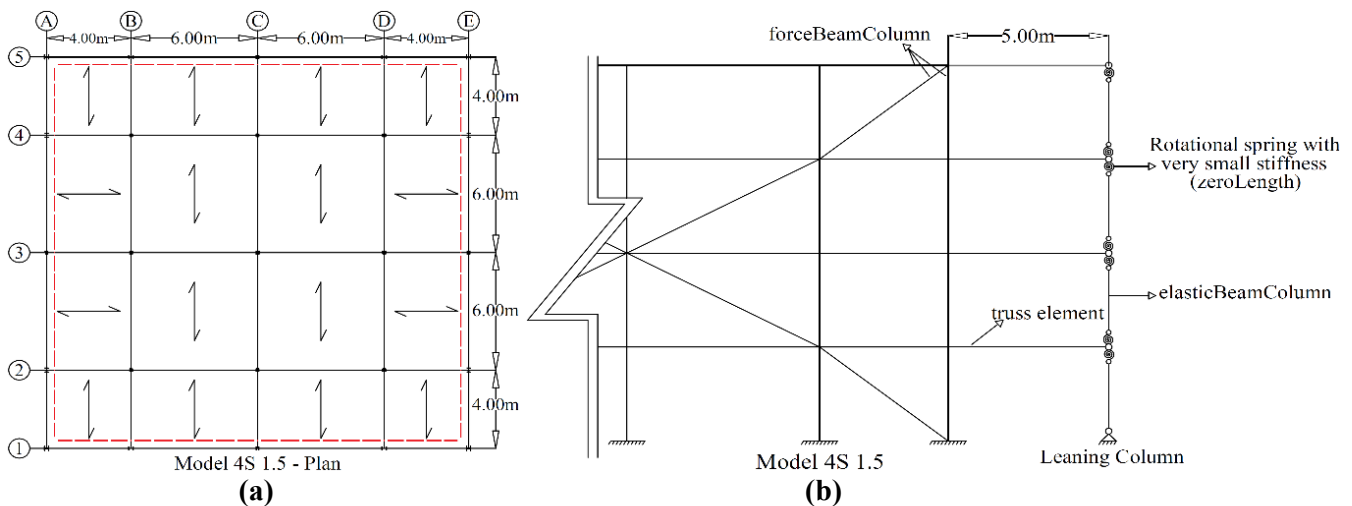 A B C D E
4.00m 6.00m 6.00m 4.00m
5
4.00m
4
6.00m
3
6.00m
2
4.00m
1
Model 4S 1.5 - Plan
(a)
forceBeamColumn
5.00m
Rotational spring with
very small stiffness
(zeroLength)
elasticBeamColumn
truss element
Model 4S 1.5
Leaning Column
(b)